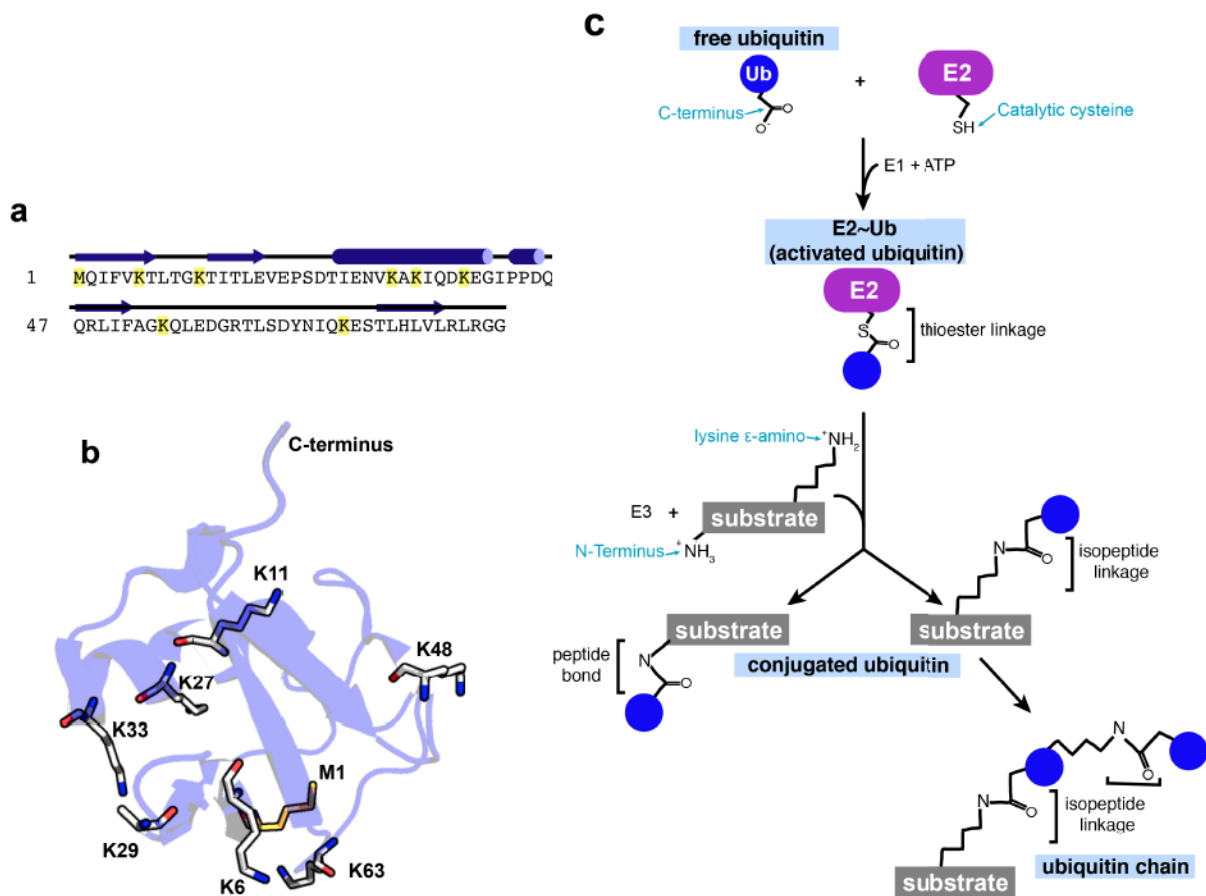 a
1 MQIFVKTLTGKTITLEVEPSDTIENVKAKIQDKEGIPPDQ
47 QRLIFAGKQLEDGRTLSDYNIQKESTLHLVLRLRGG
b
C-terminus
K11
K48
K27
K33
M1
K29
K6
K63
c
free ubiquitin
Ub
+
E2
C-terminus
O
O-
SH
Catalytic cysteine
E1 + ATP
E2~Ub
(activated ubiquitin)
E2
S
O
thioester linkage
lysine ε-amino
+NH2
E3 +
substrate
N-Terminus
+NH3
N
O
isopeptide
linkage
substrate
substrate
peptide
bond
N
O
conjugated ubiquitin
N
O
N
O
isopeptide
linkage
substrate
ubiquitin chain